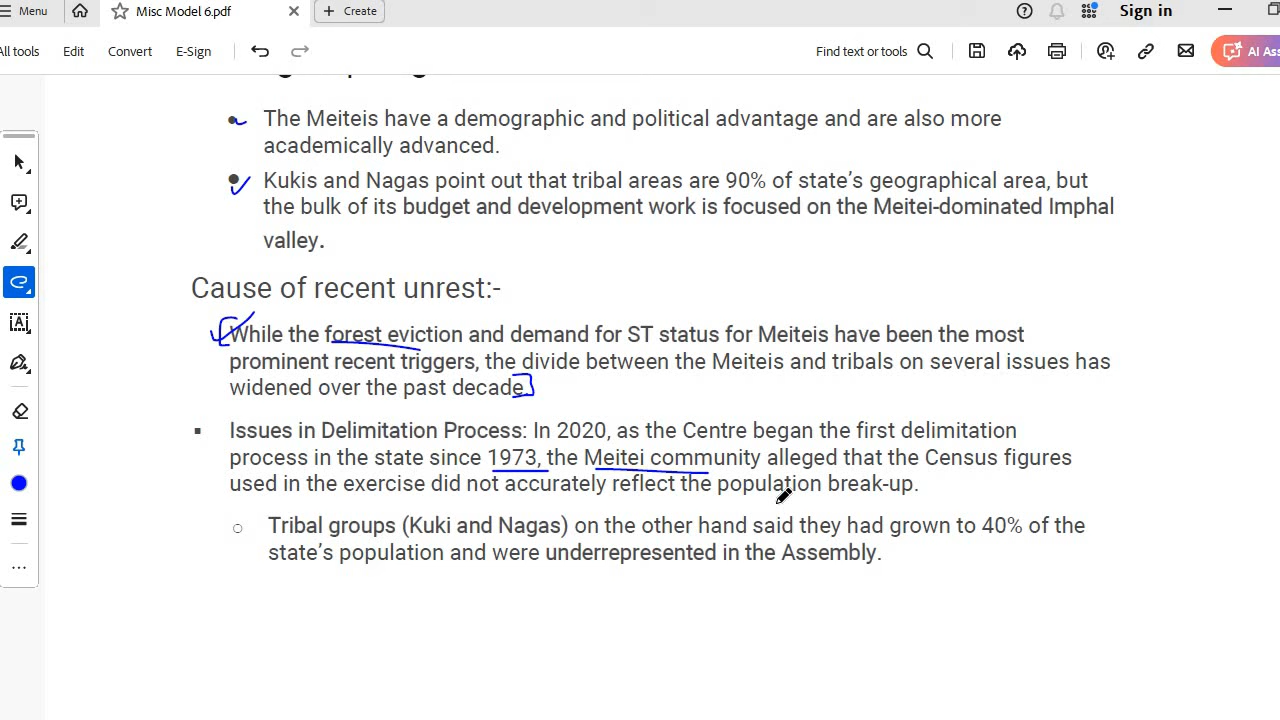 Menu
Misc Model 6.pdf
Create
Sign in
All tools
Edit
Convert
E-Sign
Find text or tools
AI Ass
The Meiteis have a demographic and political advantage and are also more
academically advanced.
Kukis and Nagas point out that tribal areas are 90% of state's geographical area, but
the bulk of its budget and development work is focused on the Meitei-dominated Imphal
valley.
Cause of recent unrest:-
While the forest eviction and demand for ST status for Meiteis have been the most
prominent recent triggers, the divide between the Meiteis and tribals on several issues has
widened over the past decade.
Issues in Delimitation Process: In 2020, as the Centre began the first delimitation
process in the state since 1973, the Meitei community alleged that the Census figures
used in the exercise did not accurately reflect the population break-up.
Tribal groups (Kuki and Nagas) on the other hand said they had grown to 40% of the
state's population and were underrepresented in the Assembly.